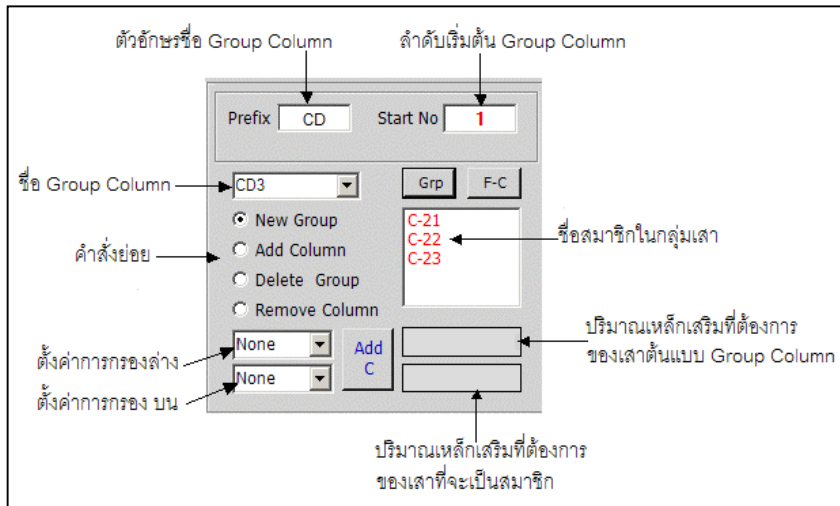 ตัวอักษรชื่อ Group Column
ลำดับเริ่มต้น Group Column
Prefix CD Start No 1
ชื่อ Group Column
CD3 Grp F-C
New Group
Add Column
Delete Group
Remove Column
คำสั่งย่อย
C-21
C-22
C-23
ชื่อสมาชิกในกลุ่มเสา
None
None
Add
C
ตั้งค่าการกรองล่าง
ตั้งค่าการกรอง บน
ปริมาณเหล็กเสริมที่ต้องการ
ของเสาต้นแบบ Group Column
ปริมาณเหล็กเสริมที่ต้องการ
ของเสาที่จะเป็นสมาชิก